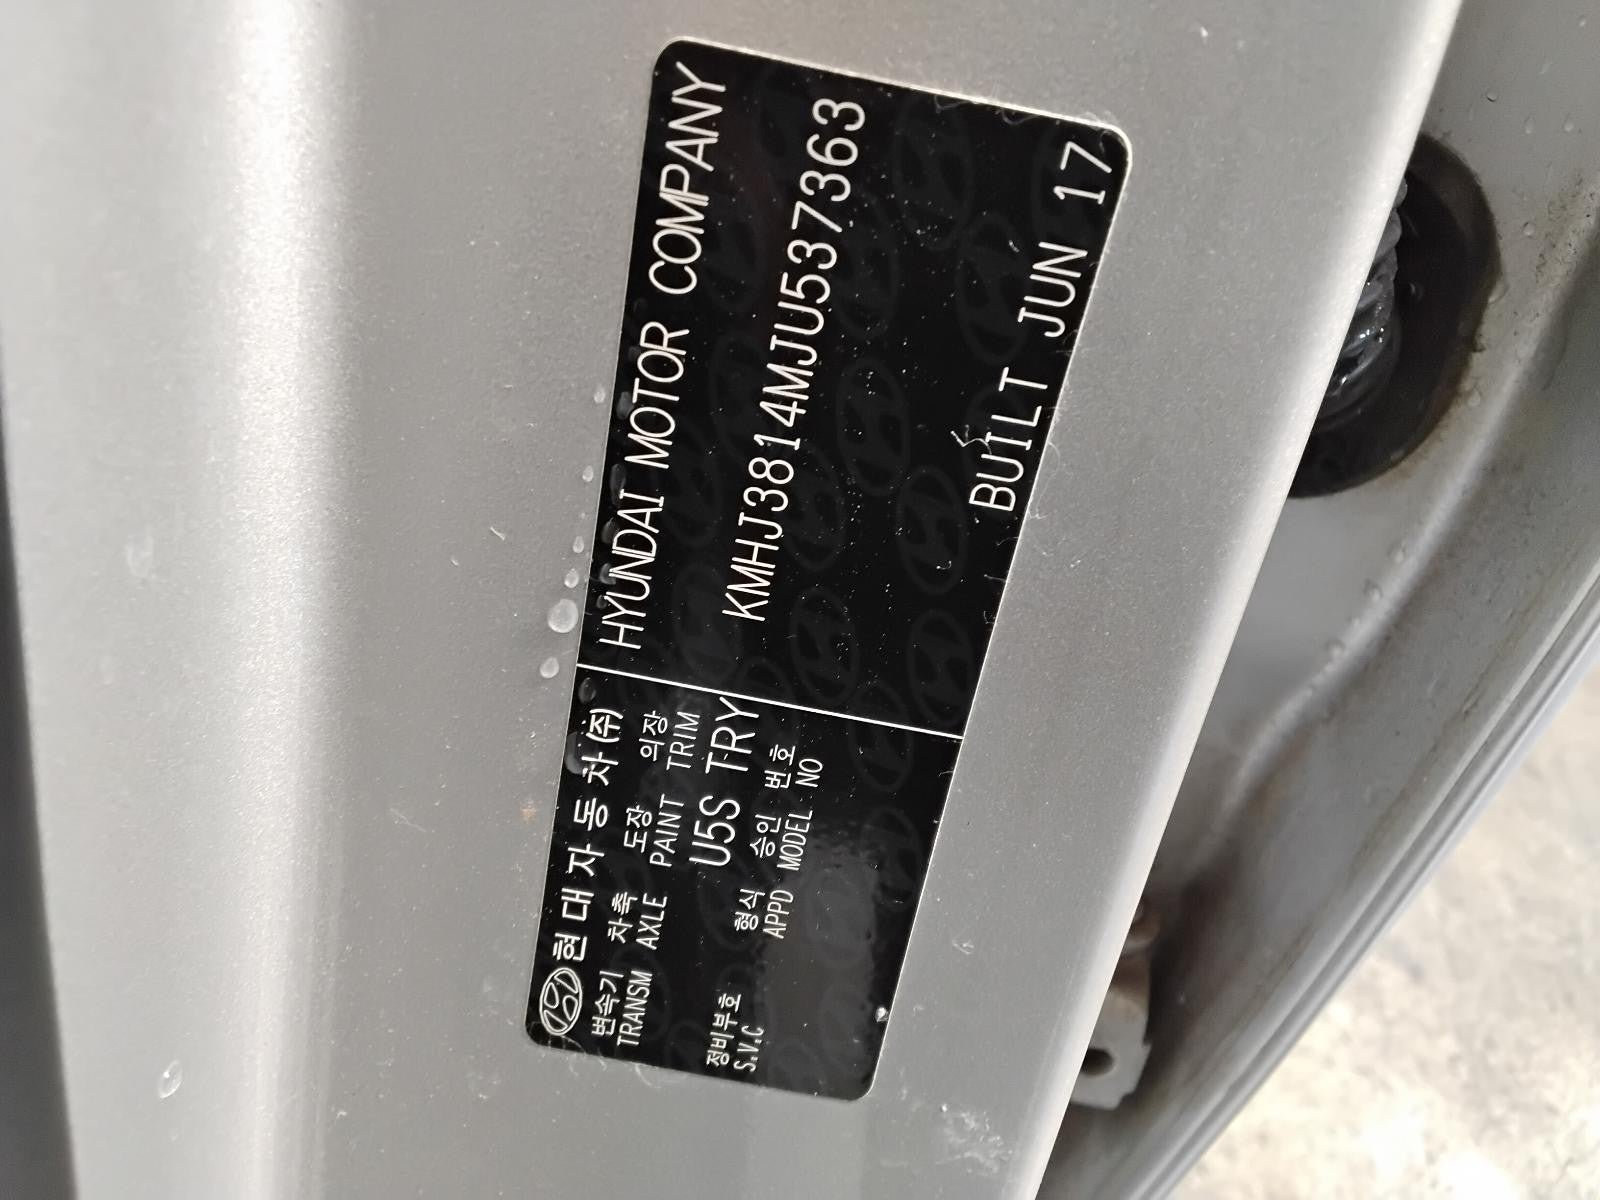 현대자동차(주)
변속기 차축 도장 의장
TRANSM AXLE PAINT TRIM
U5S TRY
정비부호 형식 승인 번호
S.V.C APPD MODEL NO
HYUNDAI MOTOR COMPANY
KMHJ3814MJU537363
BUILT JUN 17